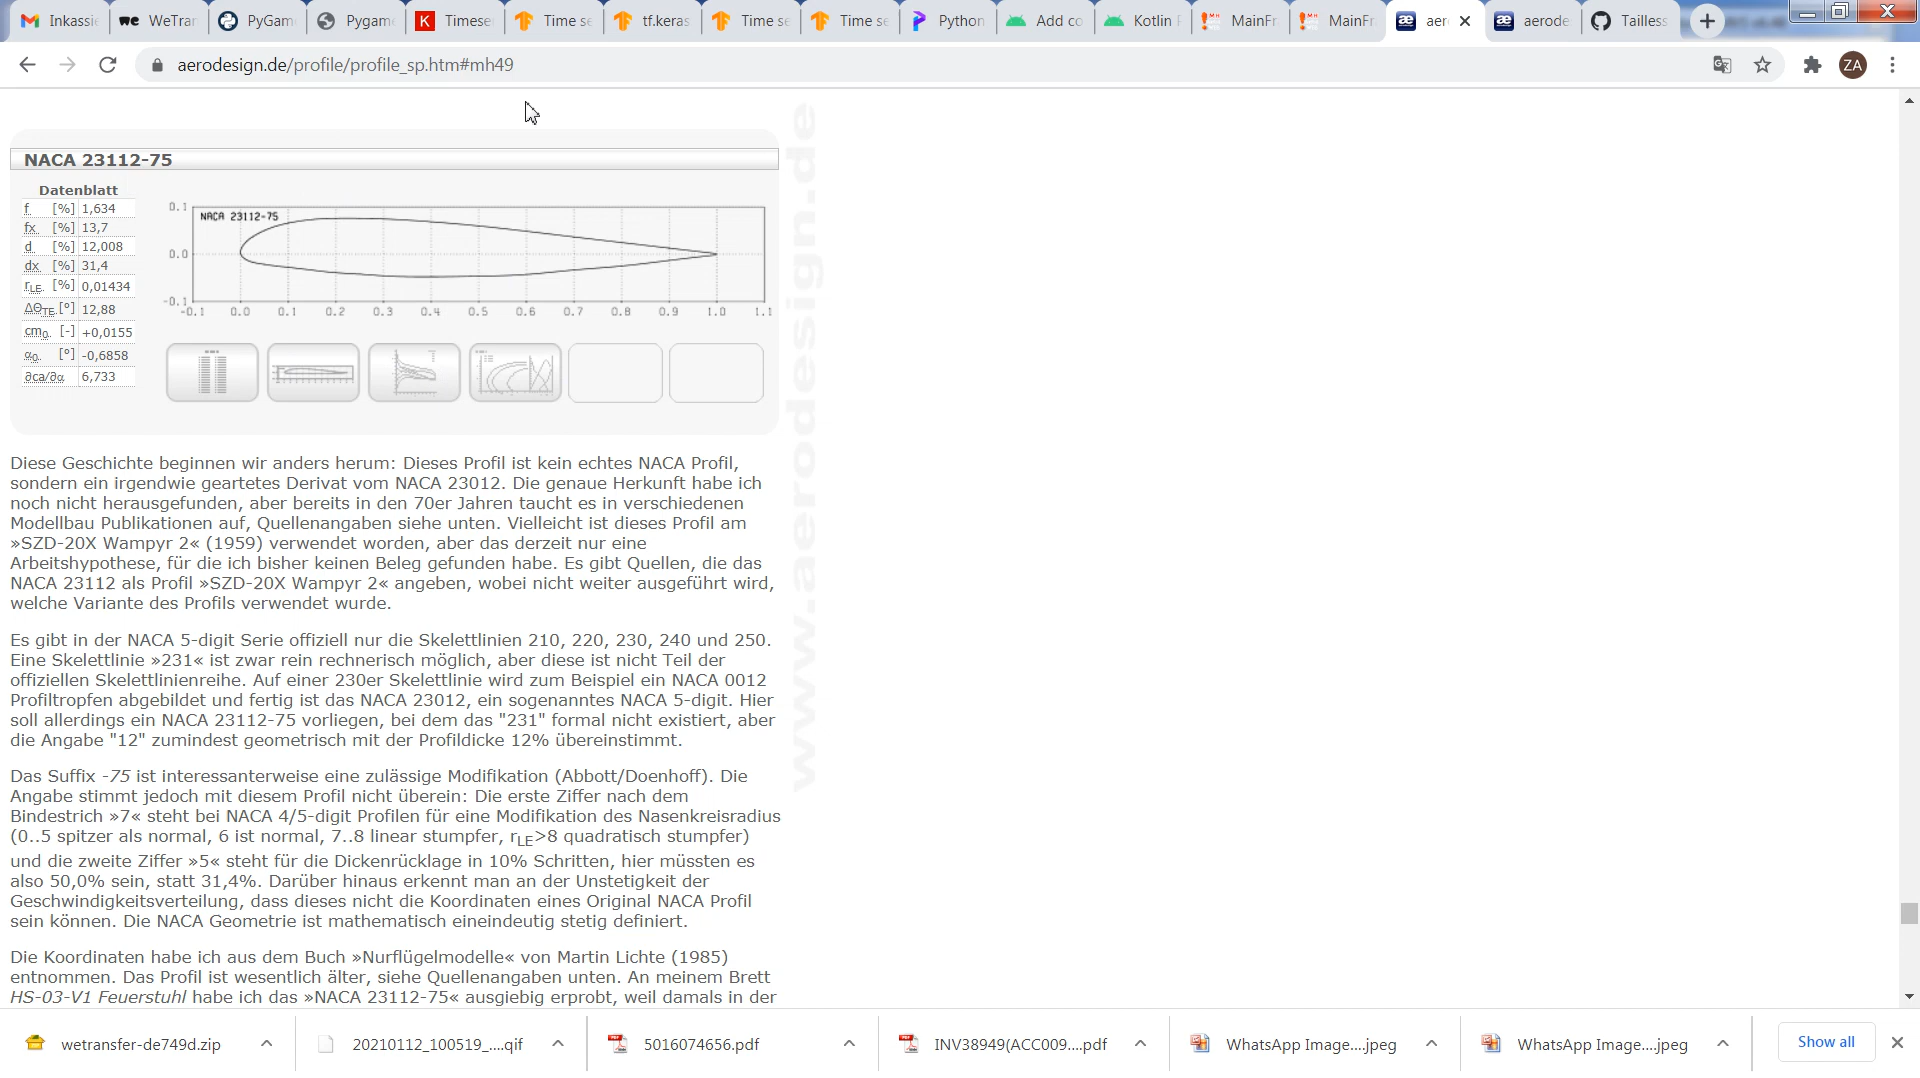 Inkassi
WeTran
PyGam
Pygam
Timese
Time se
tf.keras
Time se
Time se
Python
Add co
Kotlin
MainFr
MainFr
aer
aerode
Tailless
aerodesign.de/profile/profile_sp.htm#mh49
ZA
NACA 23112-75
Datenblatt
f [%] 1,634
fx [%] 13,7
d [%] 12,008
dx [%] 31,4
rLE. [%] 0,01434
ΔΘTE.[°] 12,88
cm0. [-] +0,0155
α0. [°] -0,6858
∂ca/∂α 6,733
NACA 23112-75
0.1
0.0
-0.1
-0.1 0.0 0.1 0.2 0.3 0.4 0.5 0.6 0.7 0.8 0.9 1.0 1.1
www.aerodesign.de
Diese Geschichte beginnen wir anders herum: Dieses Profil ist kein echtes NACA Profil,
sondern ein irgendwie geartetes Derivat vom NACA 23012. Die genaue Herkunft habe ich
noch nicht herausgefunden, aber bereits in den 70er Jahren taucht es in verschiedenen
Modellbau Publikationen auf, Quellenangaben siehe unten. Vielleicht ist dieses Profil am
»SZD-20X Wampyr 2« (1959) verwendet worden, aber das derzeit nur eine
Arbeitshypothese, für die ich bisher keinen Beleg gefunden habe. Es gibt Quellen, die das
NACA 23112 als Profil »SZD-20X Wampyr 2« angeben, wobei nicht weiter ausgeführt wird,
welche Variante des Profils verwendet wurde.
Es gibt in der NACA 5-digit Serie offiziell nur die Skelettlinien 210, 220, 230, 240 und 250.
Eine Skelettlinie »231« ist zwar rein rechnerisch möglich, aber diese ist nicht Teil der
offiziellen Skelettlinienreihe. Auf einer 230er Skelettlinie wird zum Beispiel ein NACA 0012
Profiltropfen abgebildet und fertig ist das NACA 23012, ein sogenanntes NACA 5-digit. Hier
soll allerdings ein NACA 23112-75 vorliegen, bei dem das "231" formal nicht existiert, aber
die Angabe "12" zumindest geometrisch mit der Profildicke 12% übereinstimmt.
Das Suffix -75 ist interessanterweise eine zulässige Modifikation (Abbott/Doenhoff). Die
Angabe stimmt jedoch mit diesem Profil nicht überein: Die erste Ziffer nach dem
Bindestrich »7« steht bei NACA 4/5-digit Profilen für eine Modifikation des Nasenkreisradius
(0..5 spitzer als normal, 6 ist normal, 7..8 linear stumpfer, rLE>8 quadratisch stumpfer)
und die zweite Ziffer »5« steht für die Dickenrücklage in 10% Schritten, hier müssten es
also 50,0% sein, statt 31,4%. Darüber hinaus erkennt man an der Unstetigkeit der
Geschwindigkeitsverteilung, dass dieses nicht die Koordinaten eines Original NACA Profil
sein können. Die NACA Geometrie ist mathematisch eineindeutig stetig definiert.
Die Koordinaten habe ich aus dem Buch »Nurflügelmodelle« von Martin Lichte (1985)
entnommen. Das Profil ist wesentlich älter, siehe Quellenangaben unten. An meinem Brett
HS-03-V1 Feuerstuhl habe ich das »NACA 23112-75« ausgiebig erprobt, weil damals in der
wetransfer-de749d.zip
20210112_100519_....qif
5016074656.pdf
INV38949(ACC009....pdf
WhatsApp Image....jpeg
WhatsApp Image....jpeg
Show all